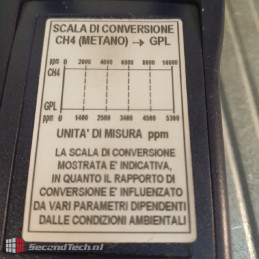 SCALA DI CONVERSIONE
CH4 (METANO) → GPL
ppm 0 2000 4000 6000 8000 10000
CH4
GPL
ppm 0 1400 2500 3400 4500 5300
UNITA' DI MISURA ppm
LA SCALA DI CONVERSIONE
MOSTRATA E' INDICATIVA,
IN QUANTO IL RAPPORTO DI
CONVERSIONE E' INFLUENZATO
DA VARI PARAMETRI DIPENDENTI
DALLE CONDIZIONI AMBIENTALI
SecondTech.nl